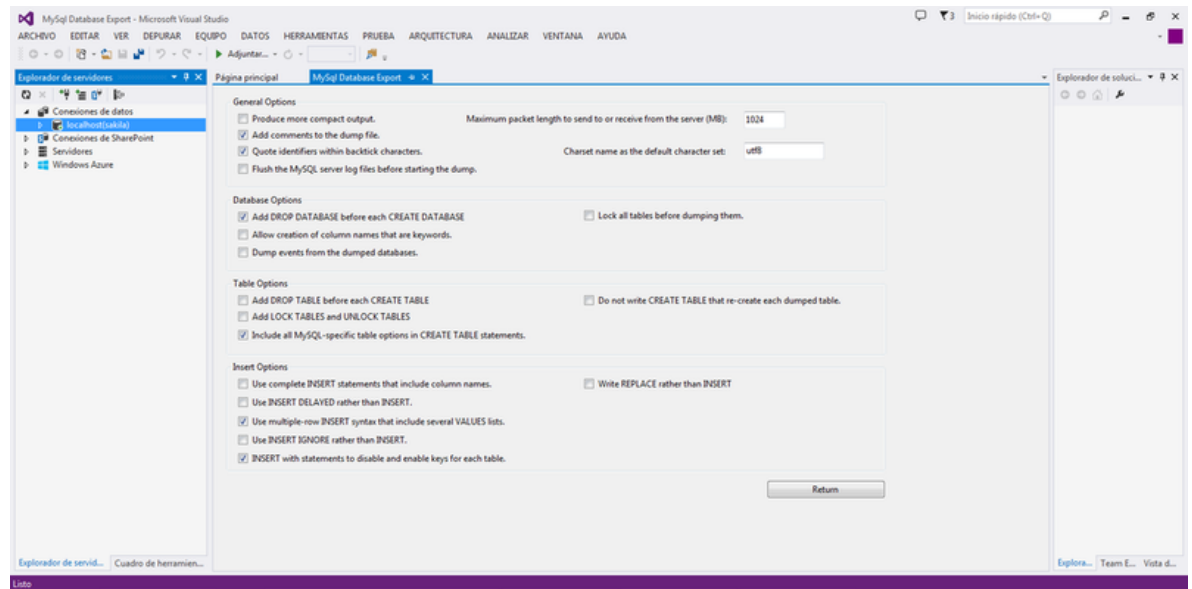 MySql Database Export - Microsoft Visual Studio
3
Inicio rápido (Ctrl+Q)
ARCHIVO EDITAR VER DEPURAR EQUIPO DATOS HERRAMIENTAS PRUEBA ARQUITECTURA ANALIZAR VENTANA AYUDA
Adjuntar...
Explorador de servidores
Conexiones de datos
localhost(sakila)
Conexiones de SharePoint
Servidores
Windows Azure
Página principal
MySql Database Export
General Options
Produce more compact output.
Maximum packet length to send to or receive from the server (MB): 1024
Add comments to the dump file.
Quote identifiers within backtick characters.
Charset name as the default character set: utf8
Flush the MySQL server log files before starting the dump.
Database Options
Add DROP DATABASE before each CREATE DATABASE
Lock all tables before dumping them.
Allow creation of column names that are keywords.
Dump events from the dumped databases.
Table Options
Add DROP TABLE before each CREATE TABLE
Do not write CREATE TABLE that re-create each dumped table.
Add LOCK TABLES and UNLOCK TABLES
Include all MySQL-specific table options in CREATE TABLE statements.
Insert Options
Use complete INSERT statements that include column names.
Write REPLACE rather than INSERT
Use INSERT DELAYED rather than INSERT.
Use multiple-row INSERT syntax that include several VALUES lists.
Use INSERT IGNORE rather than INSERT.
INSERT with statements to disable and enable keys for each table.
Return
Explorador de soluci...
Explorador de servid...
Cuadro de herramien...
Explora...
Team E...
Vista d...
Listo